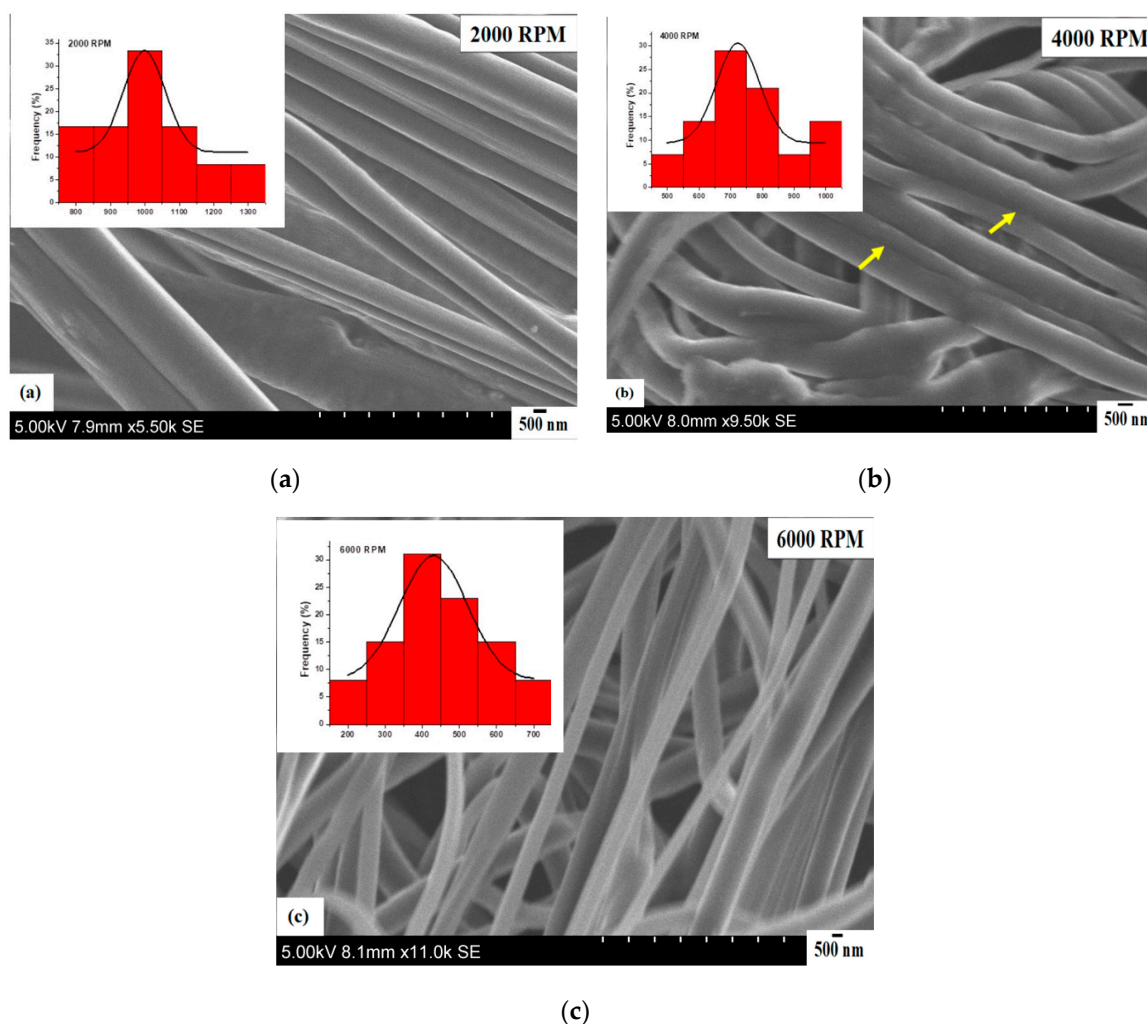 2000 RPM
2000 RPM
Frequency (%)
35
30
25
20
15
10
5
0
800 900 1000 1100 1200 1300
(a)
5.00kV 7.9mm x5.50k SE
500 nm
(a)
4000 RPM
4000 RPM
Frequency (%)
30
25
20
15
10
5
0
500 600 700 800 900 1000
(b)
5.00kV 8.0mm x9.50k SE
500 nm
(b)
6000 RPM
6000 RPM
Frequency (%)
30
25
20
15
10
5
0
200 300 400 500 600 700
(c)
5.00kV 8.1mm x11.0k SE
500 nm
(c)